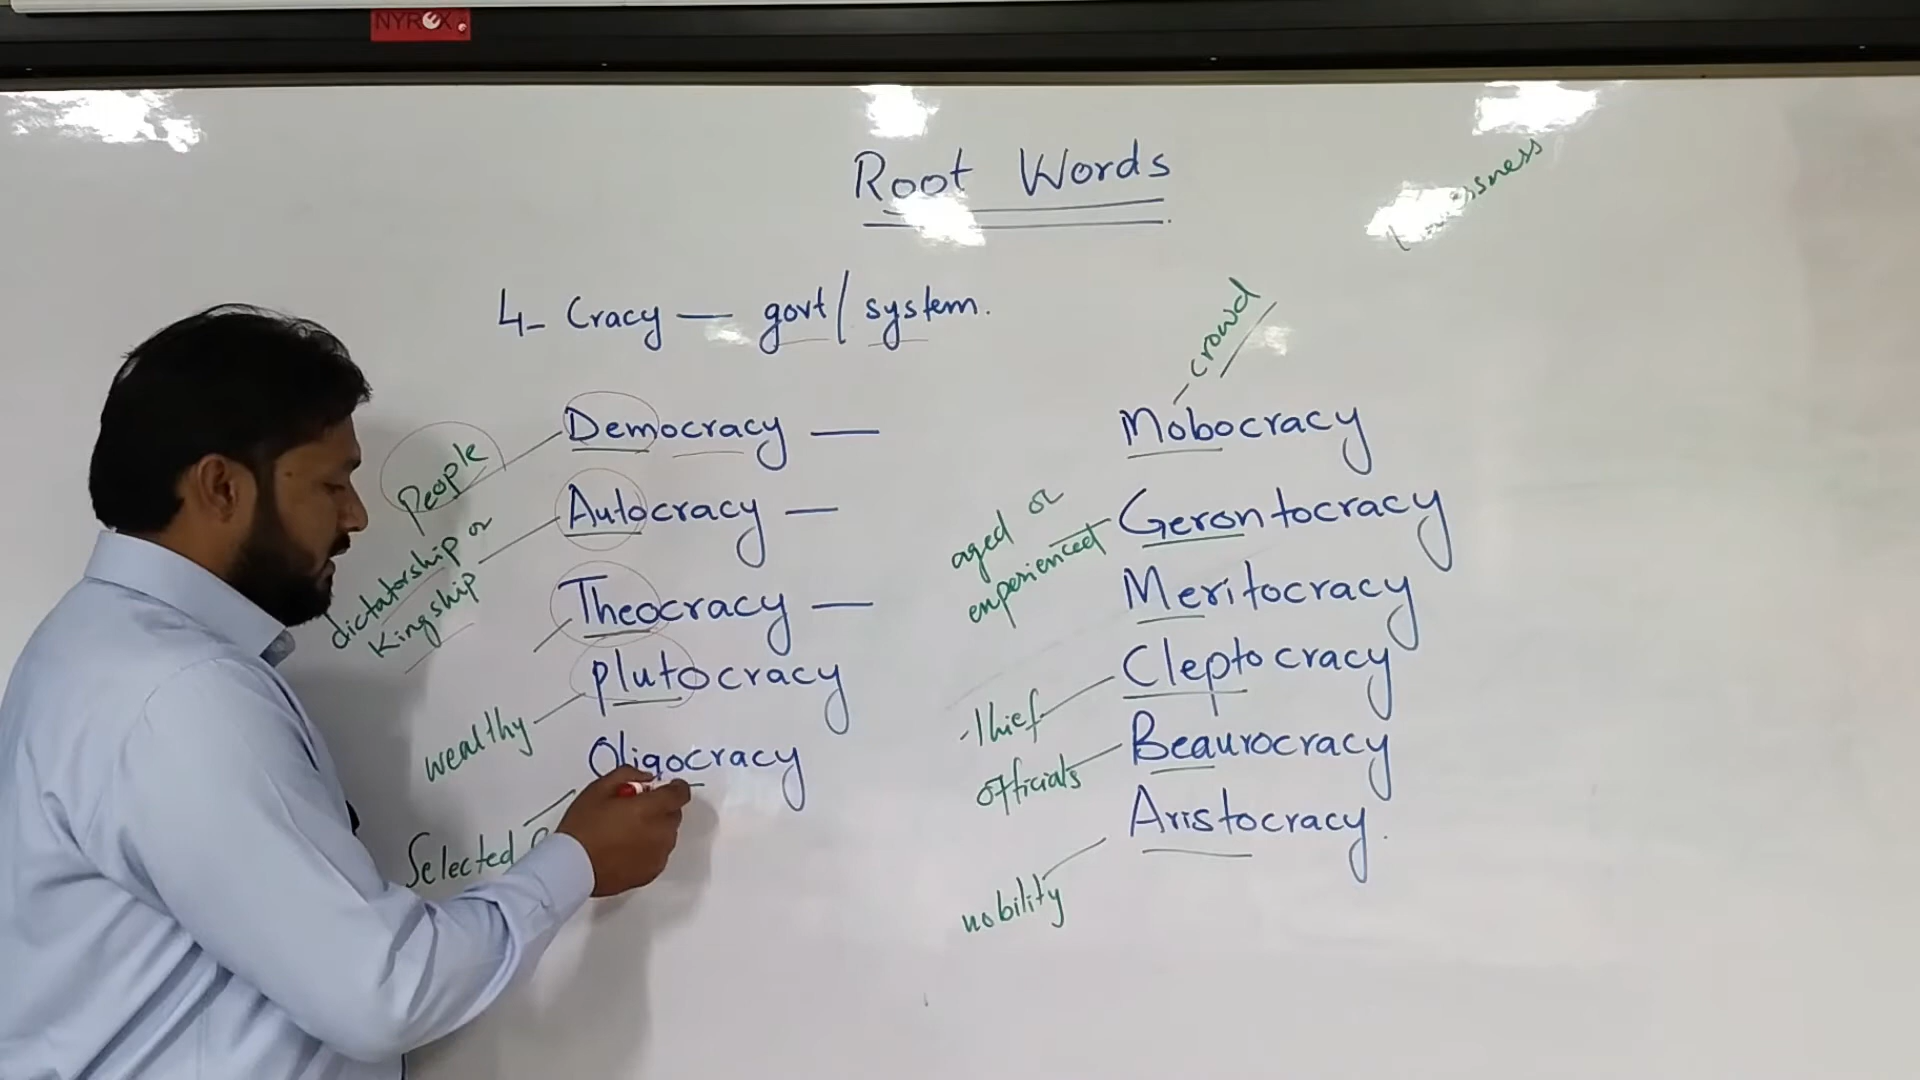 NYREX
Root Words
4- Cracy — govt/system.
Democracy —
People
Autocracy —
dictatorship or
Kingship
Theocracy —
plutocracy
wealthy
Oligocracy
Selected
Mobocracy
crowd
Gerontocracy
aged or
experienced
Meritocracy
Cleptocracy
Thief
Beaurocracy
officials
Aristocracy.
nobility